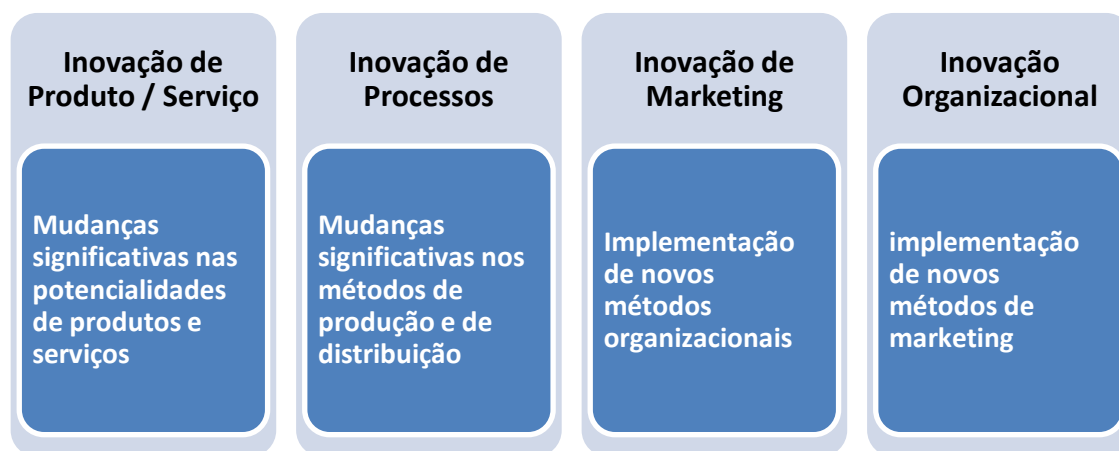 Inovação de
Produto / Serviço
Mudanças
significativas nas
potencialidades
de produtos e
serviços
Inovação de
Processos
Mudanças
significativas nos
métodos de
produção e de
distribuição
Inovação de
Marketing
Implementação
de novos
métodos
organizacionais
Inovação
Organizacional
implementação
de novos
métodos de
marketing